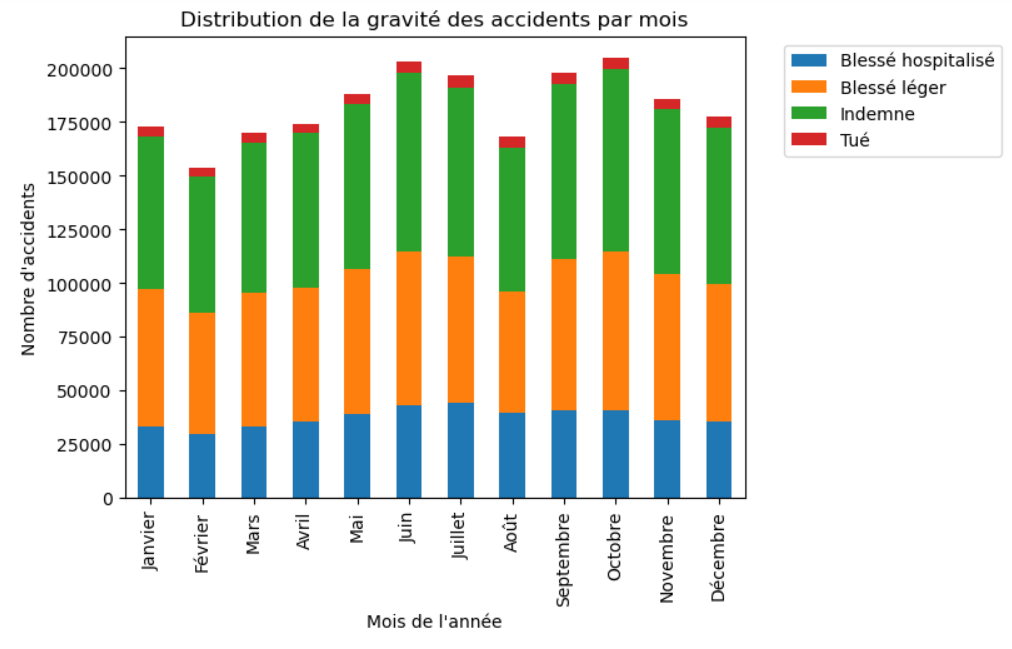 Distribution de la gravité des accidents par mois
Blessé hospitalisé
Blessé léger
Indemne
Tué
Nombre d'accidents
200000
175000
150000
125000
100000
75000
50000
25000
0
Janvier
Février
Mars
Avril
Mai
Juin
Juillet
Août
Septembre
Octobre
Novembre
Décembre
Mois de l'année